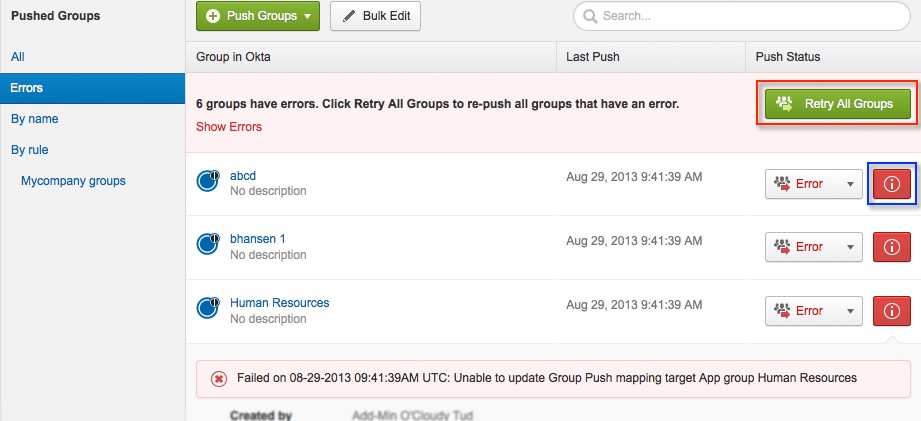 Pushed Groups
Push Groups
Bulk Edit
Search...
All
Errors
By name
By rule
Mycompany groups
Group in Okta
Last Push
Push Status
6 groups have errors. Click Retry All Groups to re-push all groups that have an error.
Show Errors
Retry All Groups
abcd
No description
Aug 29, 2013 9:41:39 AM
Error
bhansen 1
No description
Aug 29, 2013 9:41:39 AM
Error
Human Resources
No description
Aug 29, 2013 9:41:39 AM
Error
Failed on 08-29-2013 09:41:39AM UTC: Unable to update Group Push mapping target App group Human Resources
Created by
Add-Min O'Cloudy Tud